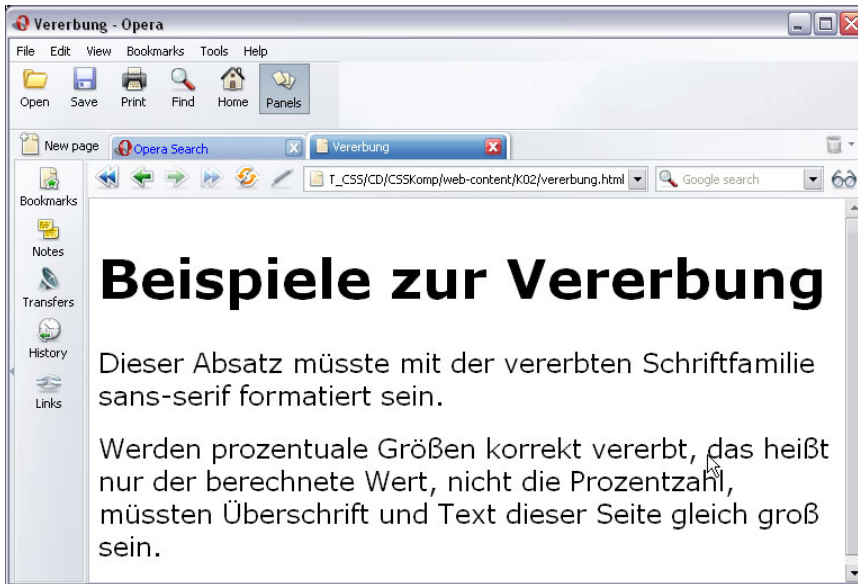 Vererbung - Opera
File Edit View Bookmarks Tools Help
Open Save Print Find Home Panels
New page Opera Search Vererbung
T_CSS/CD/CSSKomp/web-content/K02/vererbung.html Google search
Bookmarks
Notes
Transfers
History
Links
Beispiele zur Vererbung
Dieser Absatz müsste mit der vererbten Schriftfamilie
sans-serif formatiert sein.
Werden prozentuale Größen korrekt vererbt, das heißt
nur der berechnete Wert, nicht die Prozentzahl,
müssten Überschrift und Text dieser Seite gleich groß
sein.